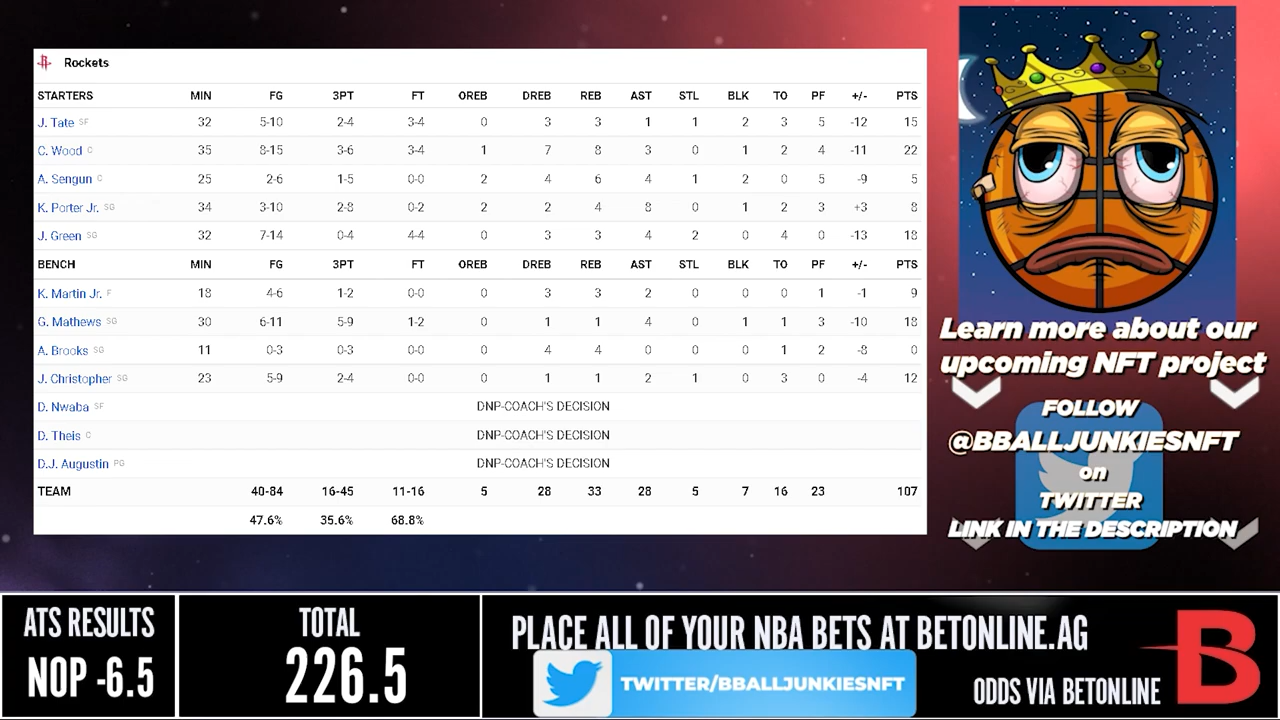 Rockets
STARTERS MIN FG 3PT FT OREB DREB REB AST STL BLK TO PF +/- PTS
J. Tate SF 32 5-10 2-4 3-4 0 3 3 1 1 2 3 5 -12 15
C. Wood C 35 8-15 3-6 3-4 1 7 8 3 0 1 2 4 -11 22
A. Sengun C 25 2-6 1-5 0-0 2 4 6 4 1 2 0 5 -9 5
K. Porter Jr. SG 34 3-10 2-8 0-2 2 2 4 8 0 1 2 3 +3 8
J. Green SG 32 7-14 0-4 4-4 0 3 3 4 2 0 4 0 -13 18
BENCH MIN FG 3PT FT OREB DREB REB AST STL BLK TO PF +/- PTS
K. Martin Jr. F 18 4-6 1-2 0-0 0 3 3 2 0 0 0 1 -1 9
G. Mathews SG 30 6-11 5-9 1-2 0 1 1 4 0 1 1 3 -10 18
A. Brooks SG 11 0-3 0-3 0-0 0 4 4 0 0 0 1 2 -8 0
J. Christopher SG 23 5-9 2-4 0-0 0 1 1 2 1 0 3 0 -4 12
D. Nwaba SF DNP-COACH'S DECISION
D. Theis C DNP-COACH'S DECISION
D.J. Augustin PG DNP-COACH'S DECISION
TEAM 40-84 16-45 11-16 5 28 33 28 5 7 16 23 107
47.6% 35.6% 68.8%
Learn more about our
upcoming NFT project
FOLLOW
@BBALLJUNKIESNFT
on
TWITTER
LINK IN THE DESCRIPTION
ATS RESULTS
NOP -6.5
TOTAL
226.5
PLACE ALL OF YOUR NBA BETS AT BETONLINE.AG
TWITTER/BBALLJUNKIESNFT
ODDS VIA BETONLINE
B